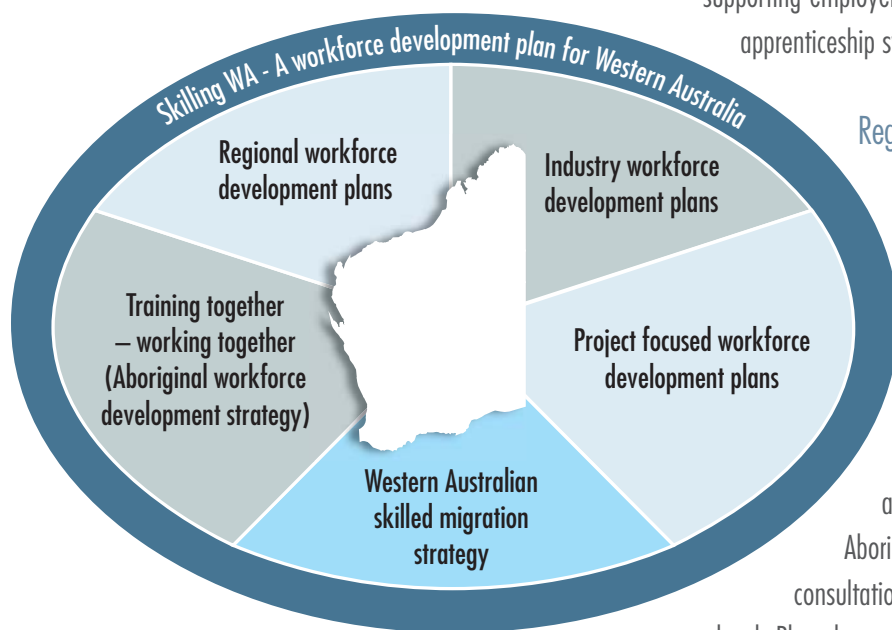 supporting employer
apprenticeship s
Skilling WA - A workforce development plan for Western Australia
Reg
Regional workforce
development plans
Industry workforce
development plans
Training together
– working together
(Aboriginal workforce
development strategy)
Project focused workforce
development plans
Western Australian
skilled migration
strategy
a
Abori
consultatio